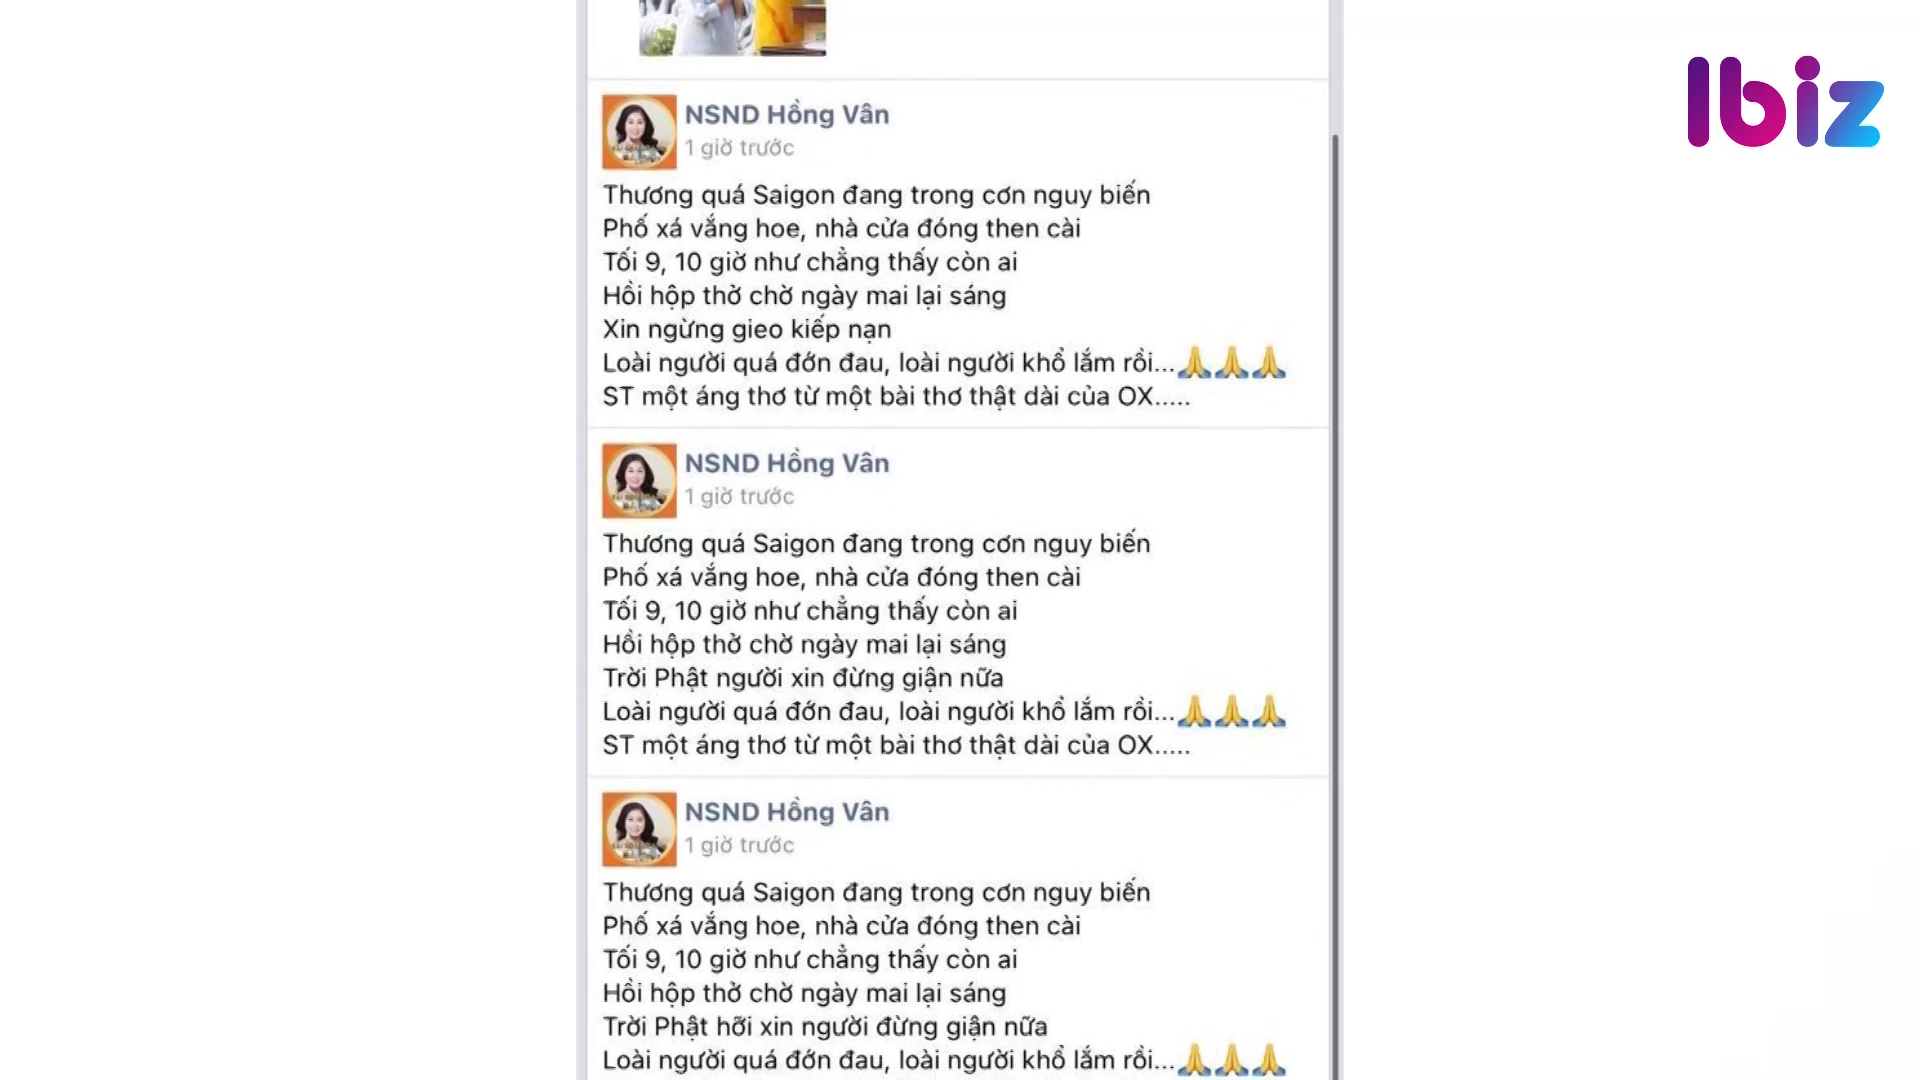 Ibiz
NSND Hồng Vân
1 giờ trước
Thương quá Saigon đang trong cơn nguy biến
Phố xá vắng hoe, nhà cửa đóng then cài
Tối 9, 10 giờ như chẳng thấy còn ai
Hồi hộp thở chờ ngày mai lại sáng
Xin ngừng gieo kiếp nạn
Loài người quá đớn đau, loài người khổ lắm rồi...🙏🙏🙏
ST một áng thơ từ một bài thơ thật dài của OX.....
NSND Hồng Vân
1 giờ trước
Thương quá Saigon đang trong cơn nguy biến
Phố xá vắng hoe, nhà cửa đóng then cài
Tối 9, 10 giờ như chẳng thấy còn ai
Hồi hộp thở chờ ngày mai lại sáng
Trời Phật người xin đừng giận nữa
Loài người quá đớn đau, loài người khổ lắm rồi...🙏🙏🙏
ST một áng thơ từ một bài thơ thật dài của OX.....
NSND Hồng Vân
1 giờ trước
Thương quá Saigon đang trong cơn nguy biến
Phố xá vắng hoe, nhà cửa đóng then cài
Tối 9, 10 giờ như chẳng thấy còn ai
Hồi hộp thở chờ ngày mai lại sáng
Trời Phật hỡi xin người đừng giận nữa
Loài người quá đớn đau, loài người khổ lắm rồi...🙏🙏🙏